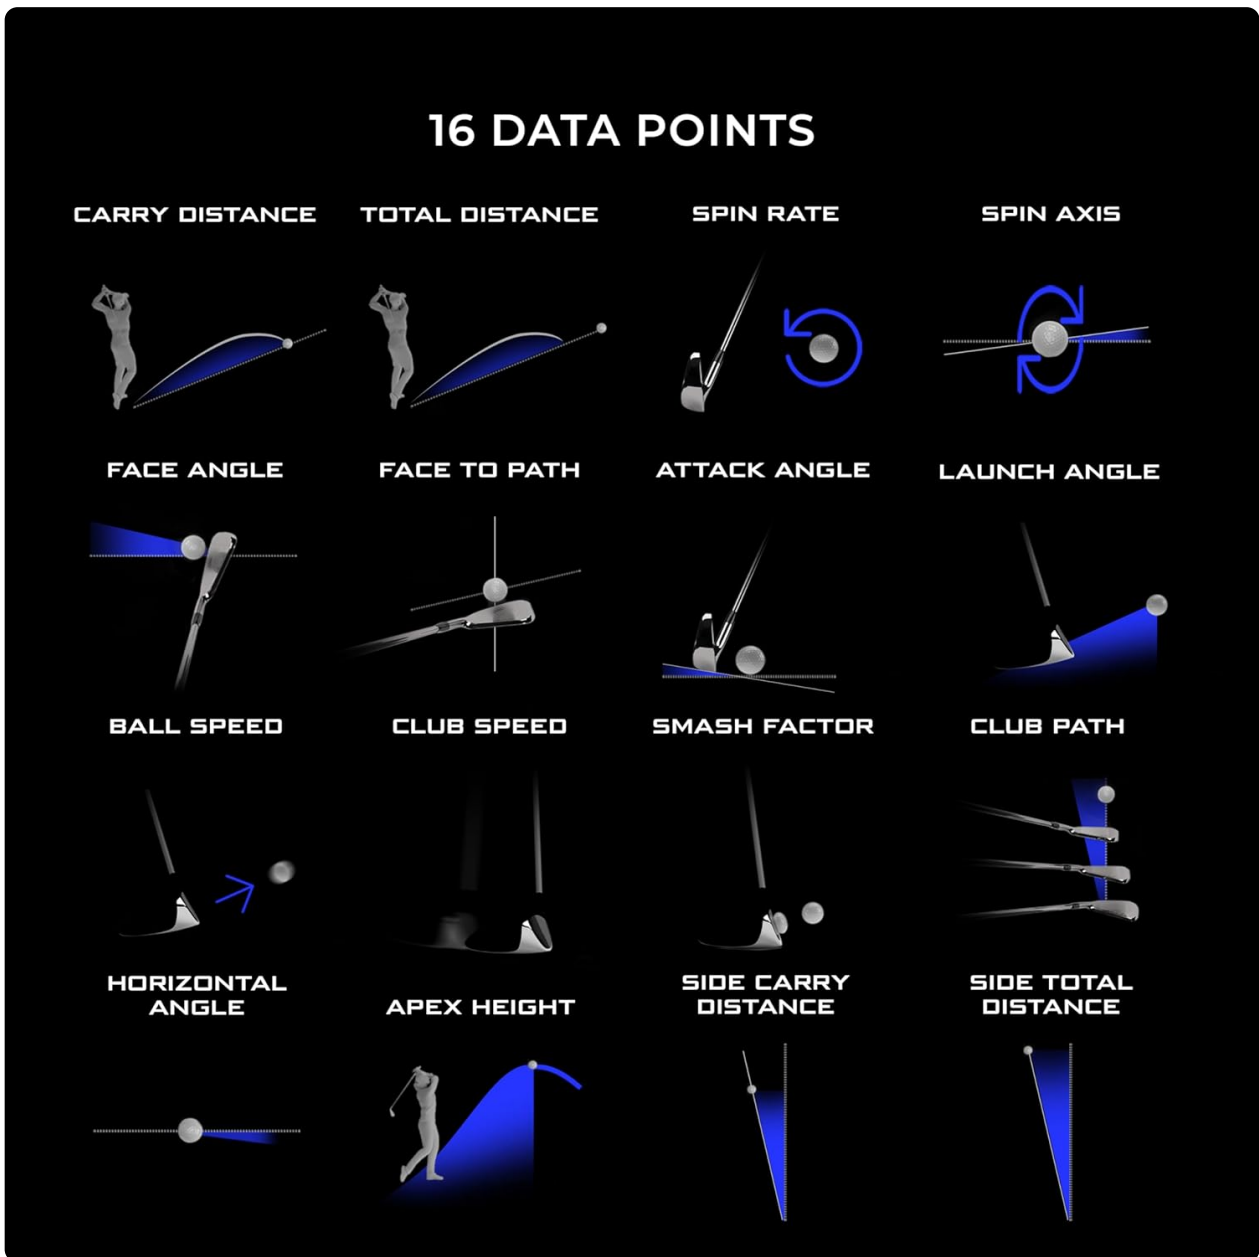 16 DATA POINTS
CARRY DISTANCE
TOTAL DISTANCE
SPIN RATE
SPIN AXIS
FACE ANGLE
FACE TO PATH
ATTACK ANGLE
LAUNCH ANGLE
BALL SPEED
CLUB SPEED
SMASH FACTOR
CLUB PATH
HORIZONTAL
ANGLE
APEX HEIGHT
SIDE CARRY
DISTANCE
SIDE TOTAL
DISTANCE